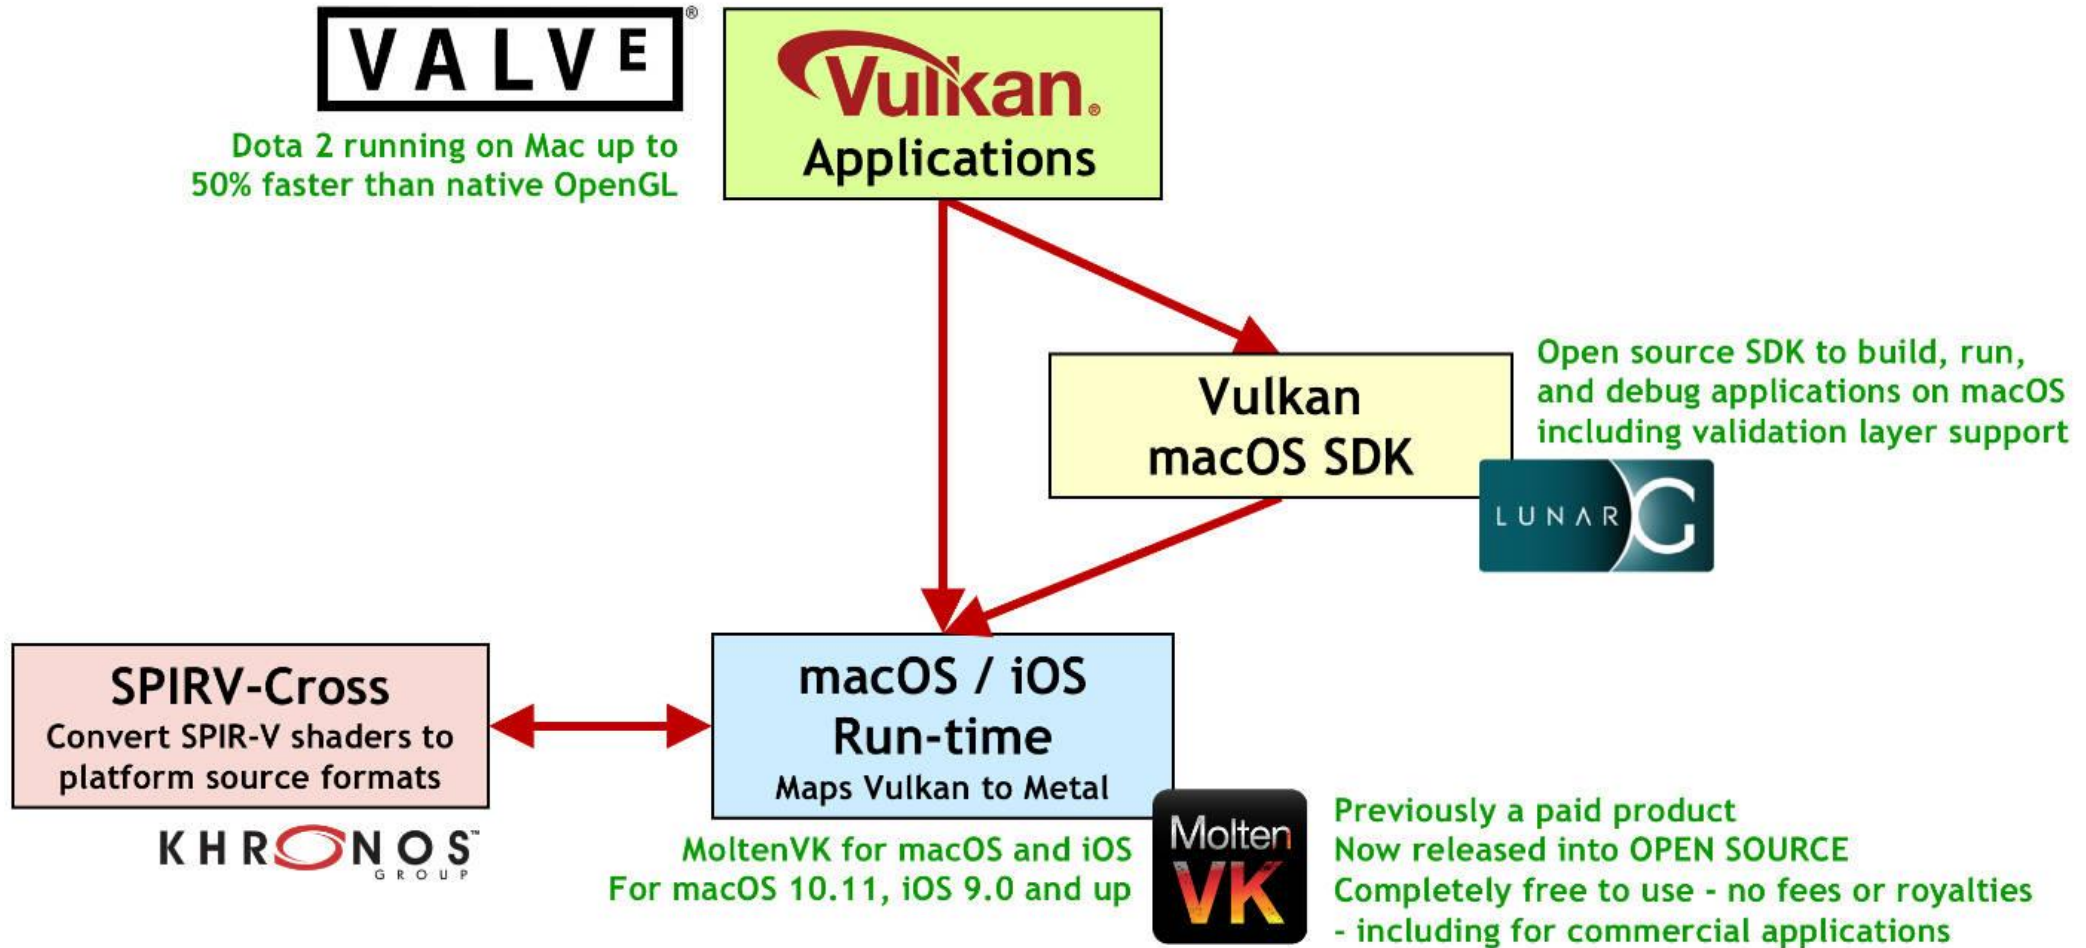 VALVE®
Dota 2 running on Mac up to
50% faster than native OpenGL
Vulkan®
Applications
Vulkan
macOS SDK
Open source SDK to build, run,
and debug applications on macOS
including validation layer support
LUNAR G
SPIRV-Cross
Convert SPIR-V shaders to
platform source formats
KHRONOS™
GROUP
macOS / iOS
Run-time
Maps Vulkan to Metal
MoltenVK for macOS and iOS
For macOS 10.11, iOS 9.0 and up
Molten
VK
Previously a paid product
Now released into OPEN SOURCE
Completely free to use - no fees or royalties
- including for commercial applications